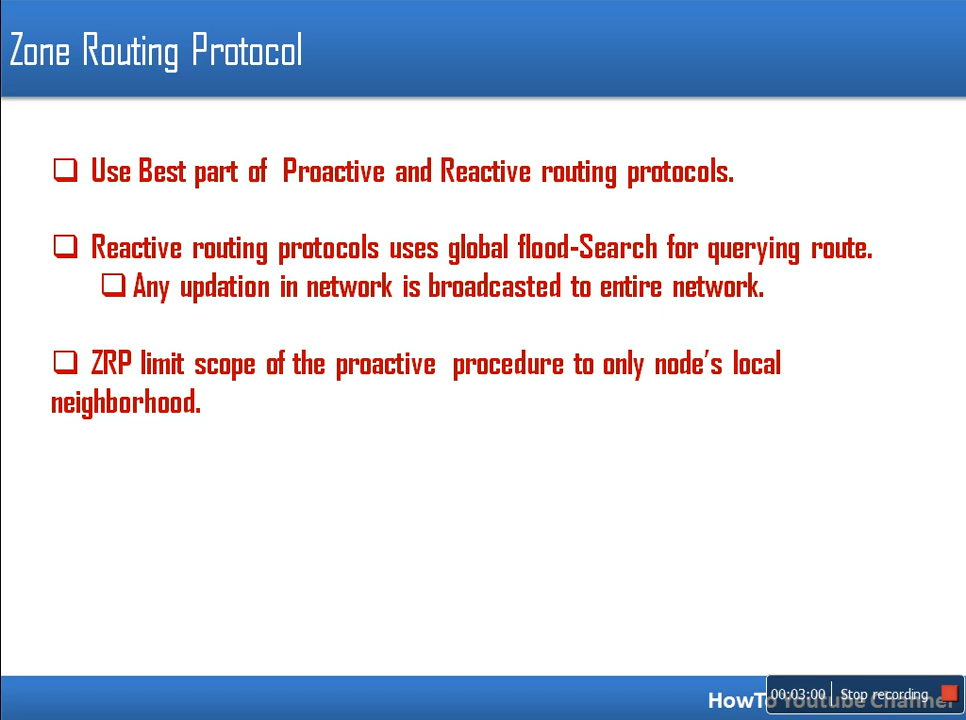 Zone Routing Protocol
Use Best part of Proactive and Reactive routing protocols.
Reactive routing protocols uses global flood-Search for querying route.
Any updation in network is broadcasted to entire network.
ZRP limit scope of the proactive procedure to only node's local
neighborhood.
HowTo Youtube Channel
00:03:00 Stop recording